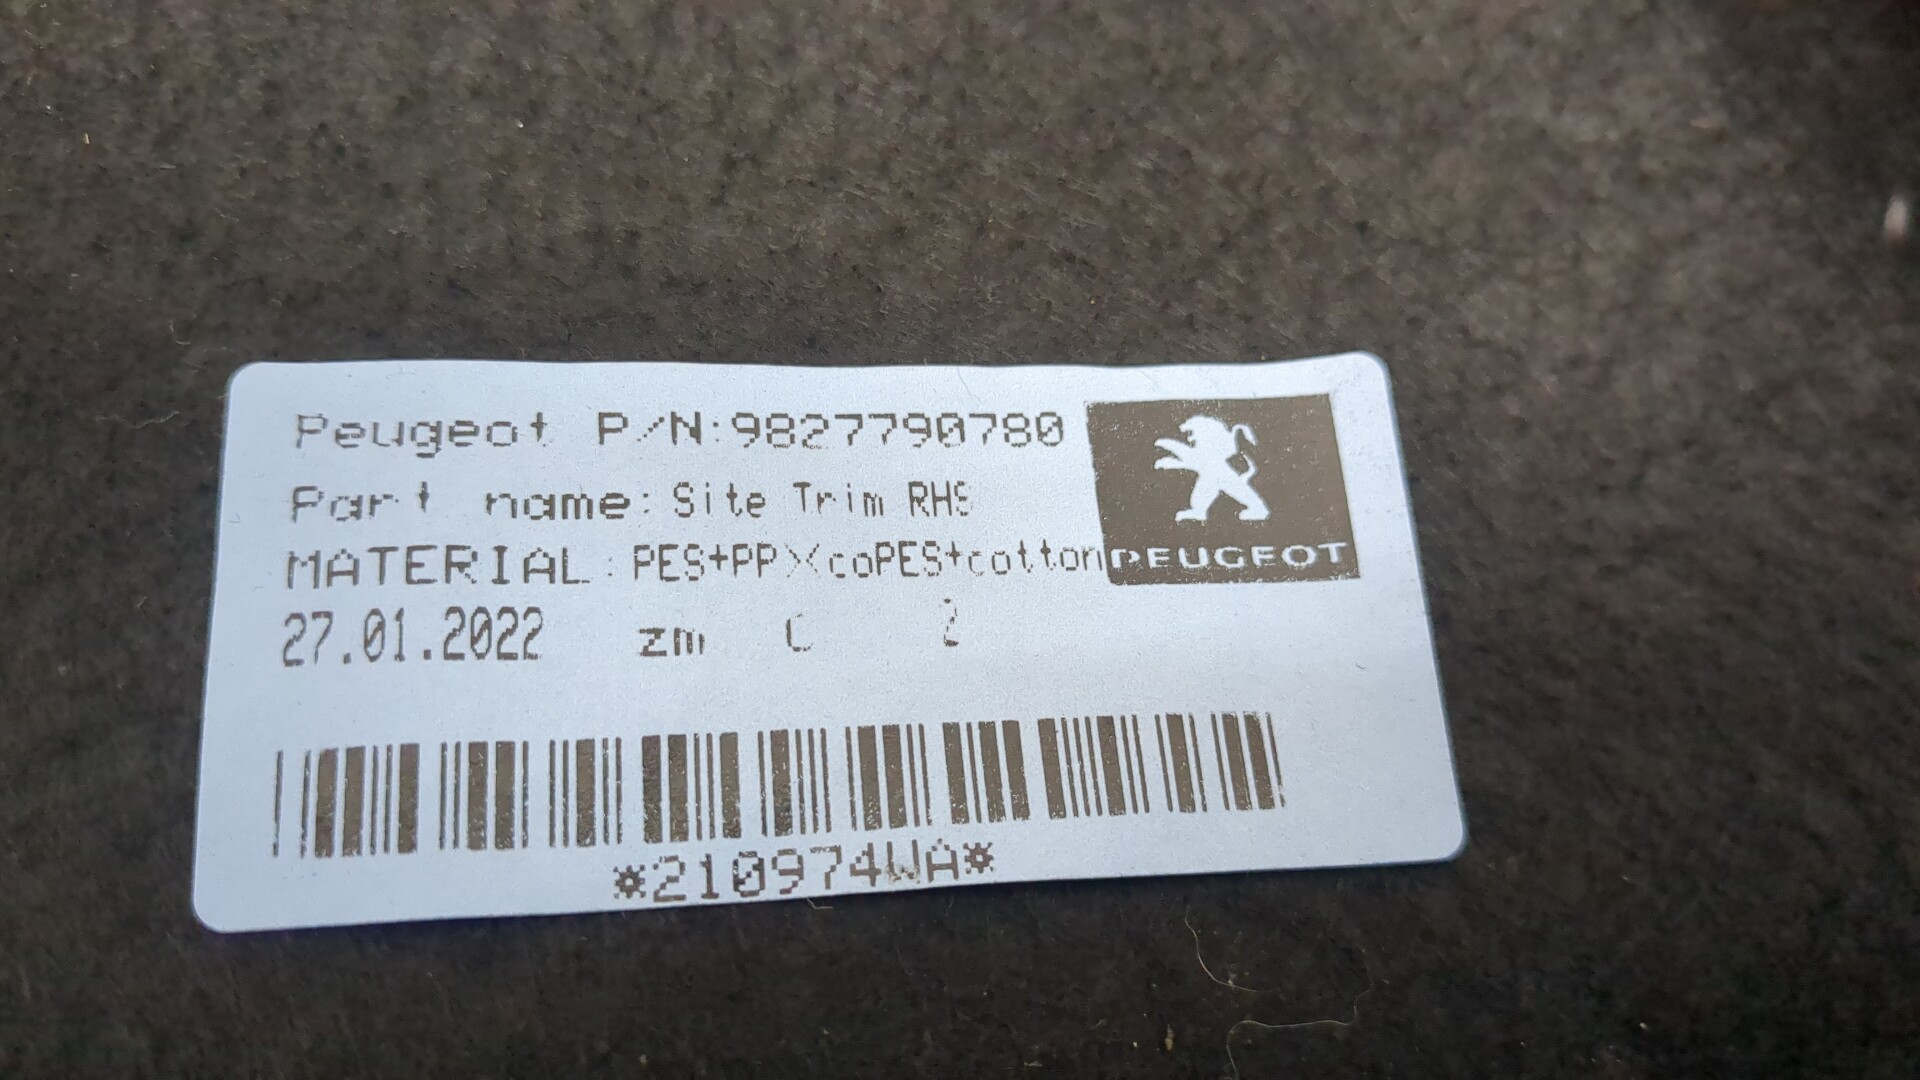 Peugeot P/N:9827790780
Part name: Site Trim RHS
MATERIAL: PES+PP><coPES+cotton
PEUGEOT
27.01.2022 zm C 2
*210974WA*